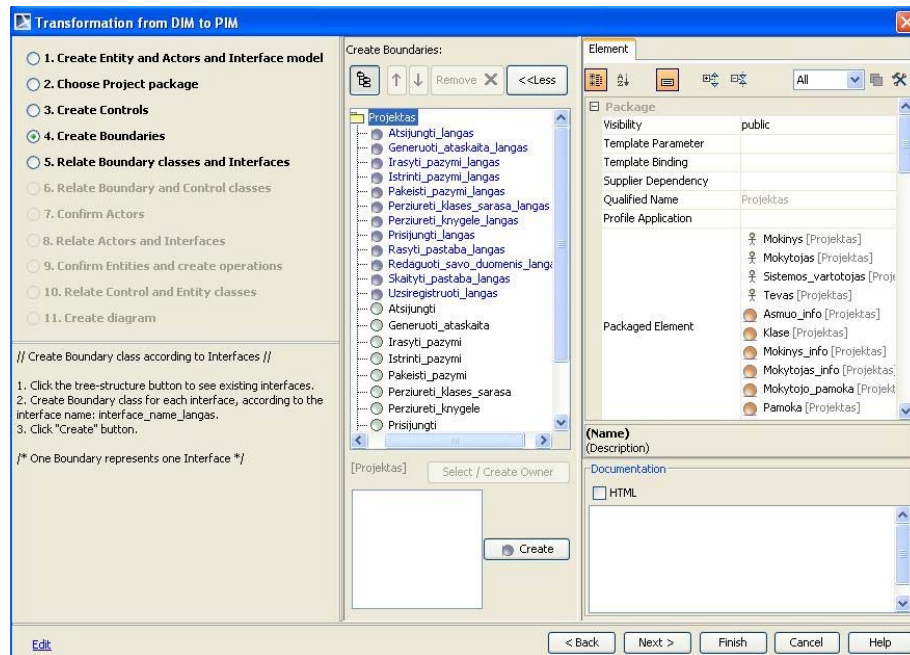 Transformation from DIM to PIM
1. Create Entity and Actors and Interface model
2. Choose Project package
3. Create Controls
4. Create Boundaries
5. Relate Boundary classes and Interfaces
6. Relate Boundary and Control classes
7. Confirm Actors
8. Relate Actors and Interfaces
9. Confirm Entities and create operations
10. Relate Control and Entity classes
11. Create diagram
// Create Boundary class according to Interfaces //
1. Click the tree-structure button to see existing interfaces.
2. Create Boundary class for each interface, according to the
interface name: interface_name_langas.
3. Click "Create" button.
/* One Boundary represents one Interface */
Create Boundaries:
Remove
<<Less
Projektas
Atsijungti_langas
Generuoti_ataskaita_langas
Irasyti_pazymi_langas
Istrinti_pazymi_langas
Pakeisti_pazymi_langas
Perziureti_klases_sarasa_langas
Perziureti_knygele_langas
Prisijungti_langas
Rasyti_pastaba_langas
Redaguoti_savo_duomenis_langa
Skaityti_pastaba_langas
Uzsiregistruoti_langas
Atsijungti
Generuoti_ataskaita
Irasyti_pazymi
Istrinti_pazymi
Pakeisti_pazymi
Perziureti_klases_sarasa
Perziureti_knygele
Prisijungti
[Projektas]
Select / Create Owner
Create
Element
All
Package
Visibility public
Template Parameter
Template Binding
Supplier Dependency
Qualified Name Projektas
Profile Application
Packaged Element
Mokinys [Projektas]
Mokytojas [Projektas]
Sistemos_vartotojas [Proje
Tevas [Projektas]
Asmuo_info [Projektas]
Klase [Projektas]
Mokinys_info [Projektas]
Mokytojas_info [Projektas]
Mokytojo_pamoka [Projekt
Pamoka [Projektas]
(Name)
(Description)
Documentation
HTML
Edit
< Back
Next >
Finish
Cancel
Help